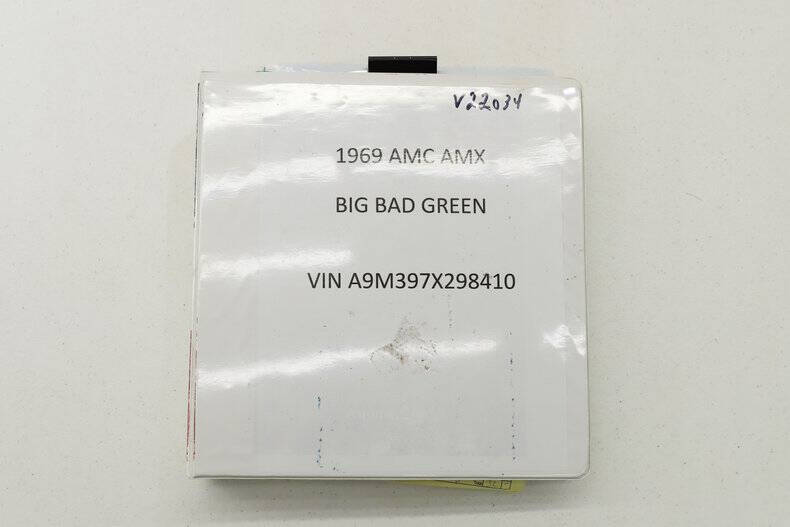 V22034
1969 AMC AMX
BIG BAD GREEN
VIN A9M397X298410